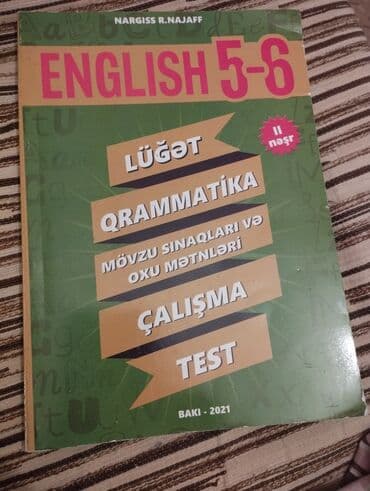 NARGISS R.NAJAFF
ENGLISH 5-6
II
nəşr
LÜĞƏT
QRAMMATİKA
MÖVZU SINAQLARI VƏ
OXU MƏTNLƏRİ
ÇALIŞMA
TEST
BAKI - 2021